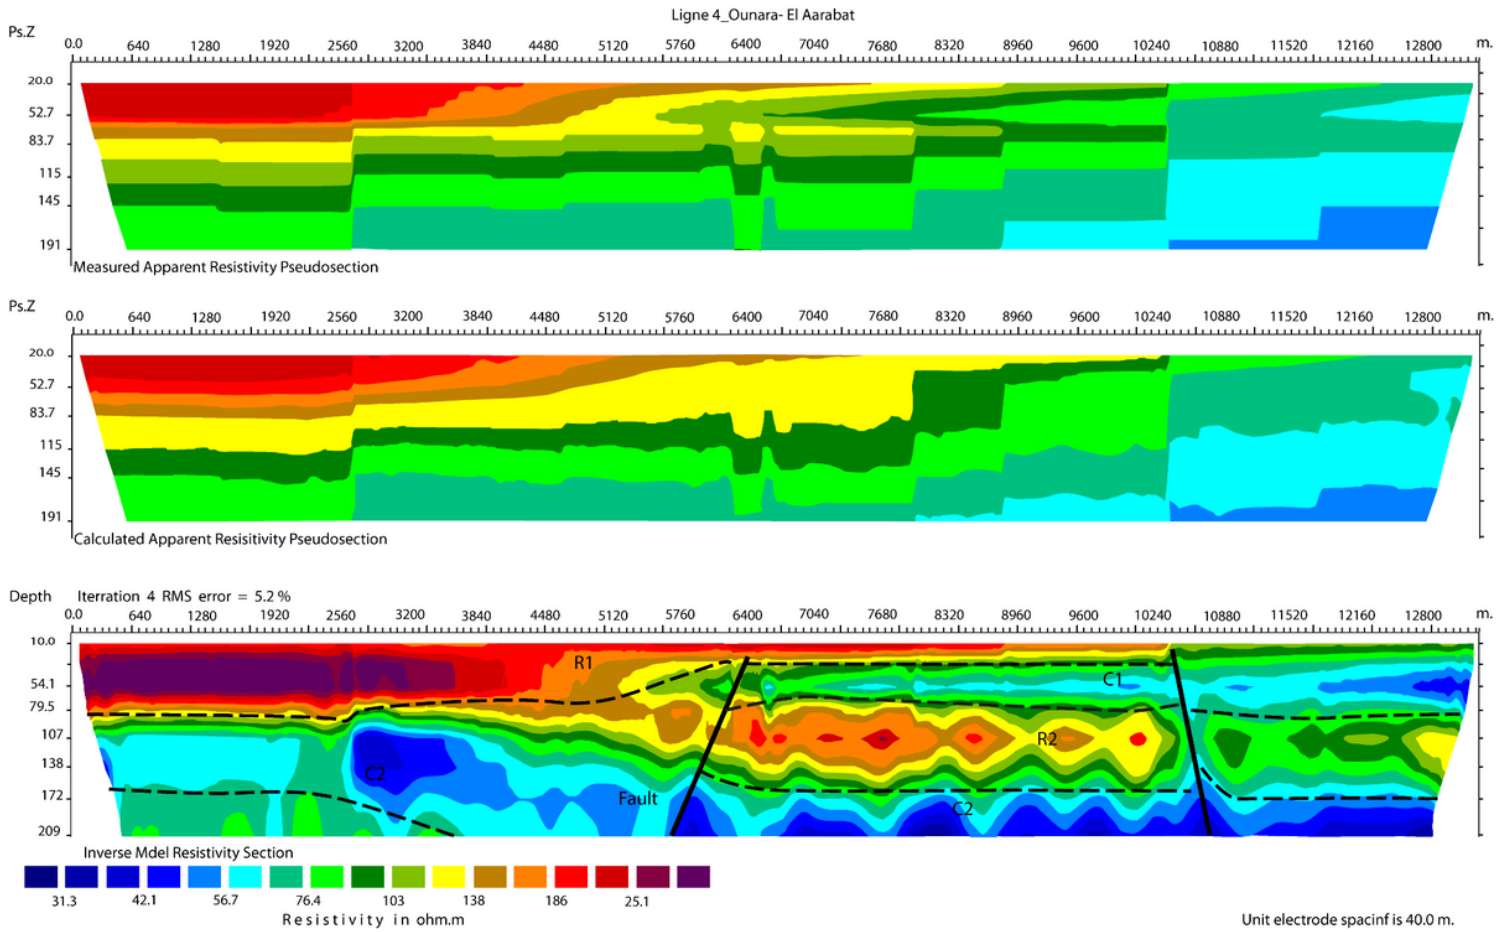 Ligne 4_Ounara- El Aarabat
Ps.Z
0.0 640 1280 1920 2560 3200 3840 4480 5120 5760 6400 7040 7680 8320 8960 9600 10240 10880 11520 12160 12800 m.
20.0
52.7
83.7
115
145
191
Measured Apparent Resistivity Pseudosection
Ps.Z
0.0 640 1280 1920 2560 3200 3840 4480 5120 5760 6400 7040 7680 8320 8960 9600 10240 10880 11520 12160 12800 m.
20.0
52.7
83.7
115
145
191
Calculated Apparent Resisitivity Pseudosection
Depth Iterration 4 RMS error = 5.2 %
0.0 640 1280 1920 2560 3200 3840 4480 5120 5760 6400 7040 7680 8320 8960 9600 10240 10880 11520 12160 12800 m.
10.0
R1
C1
54.1
79.5
107
R2
138
C2
172
Fault
C2
209
Inverse Mdel Resistivity Section
31.3 42.1 56.7 76.4 103 138 186 25.1
Resistivity in ohm.m
Unit electrode spacinf is 40.0 m.